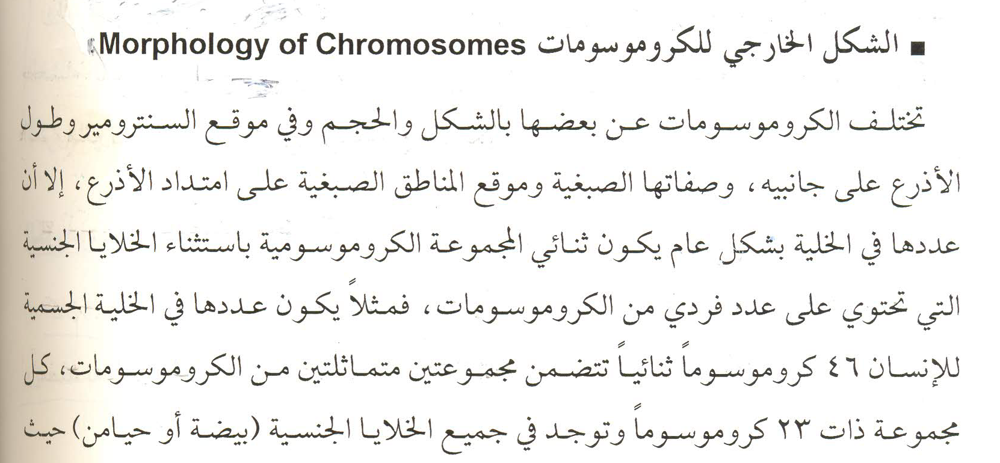 ■ الشكل الخارجي للكروموسومات Morphology of Chromosomes
تختلف الكروموسومات عن بعضها بالشكل والحجم وفي موقع السنترومير وطول
الأذرع على جانبيه، وصفاتها الصبغية وموقع المناطق الصبغية على امتداد الأذرع، إلا أن
عددها في الخلية بشكل عام يكون ثنائي المجموعة الكروموسومية باستثناء الخلايا الجنسية
التي تحتوي على عدد فردي من الكروموسومات، فمثلاً يكون عددها في الخلية الجسمية
للإنسان ٤٦ كروموسوماً ثنائياً تتضمن مجموعتين متماثلتين من الكروموسومات، كل
مجموعة ذات ٢٣ كروموسوماً وتوجد في جميع الخلايا الجنسية (بيضة أو حيامن) حيث